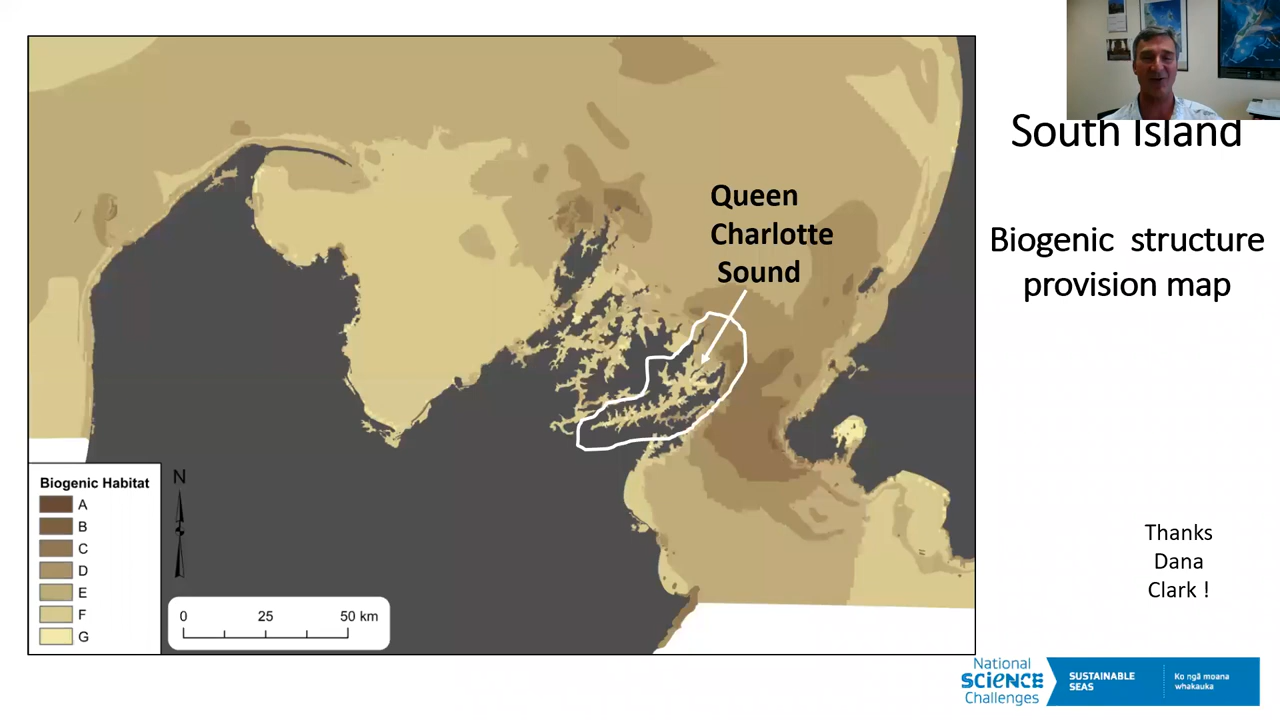 South Island
Biogenic structure
provision map
Queen
Charlotte
Sound
Biogenic Habitat
A
B
C
D
E
F
G
N
0 25 50 km
Thanks
Dana
Clark !
National
SCIENCE
Challenges
SUSTAINABLE
SEAS
Ko ngā moana
whakauka